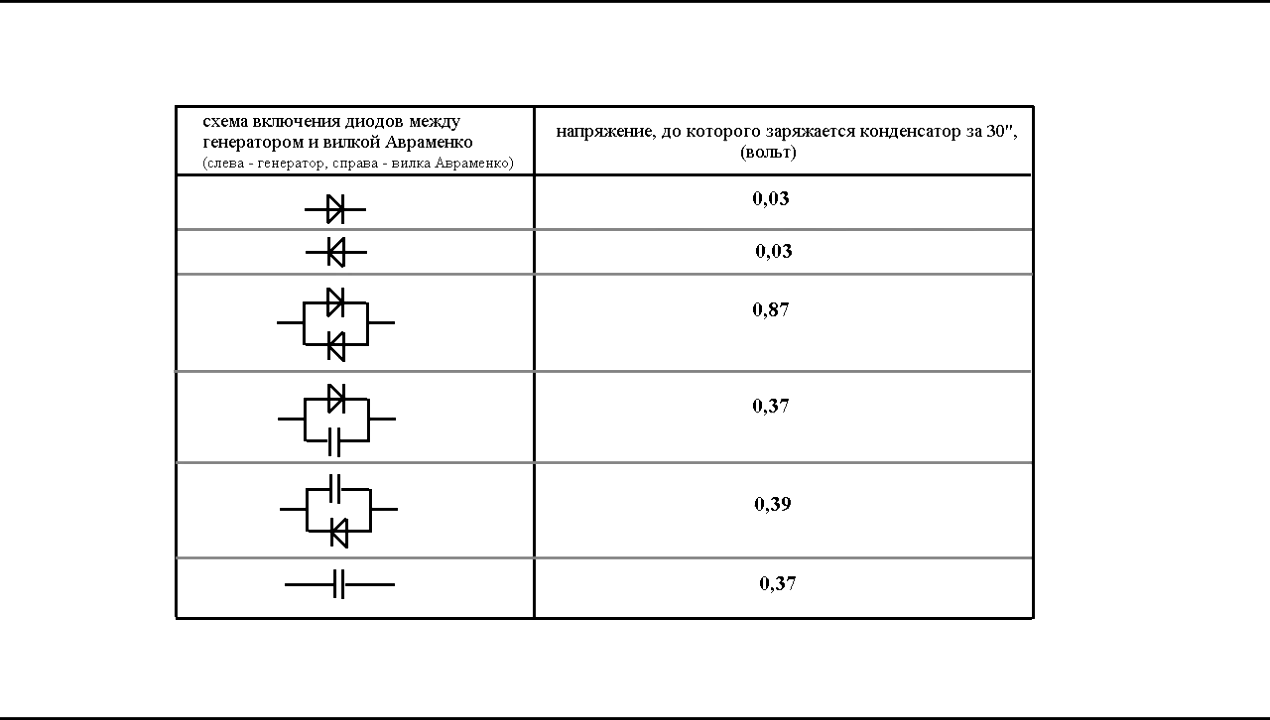 схема включения диодов между
генератором и вилкой Авраменко
(слева - генератор, справа - вилка Авраменко)
напряжение, до которого заряжается конденсатор за 30",
(вольт)
0,03
0,03
0,87
0,37
0,39
0,37